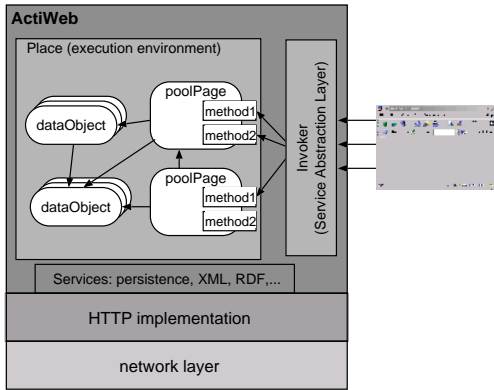 ActiWeb
Place (execution environment)
poolPage
method1
method2
dataObject
poolPage
method1
method2
dataObject
Invoker
(Service Abstraction Layer)
Services: persistence, XML, RDF,...
HTTP implementation
network layer